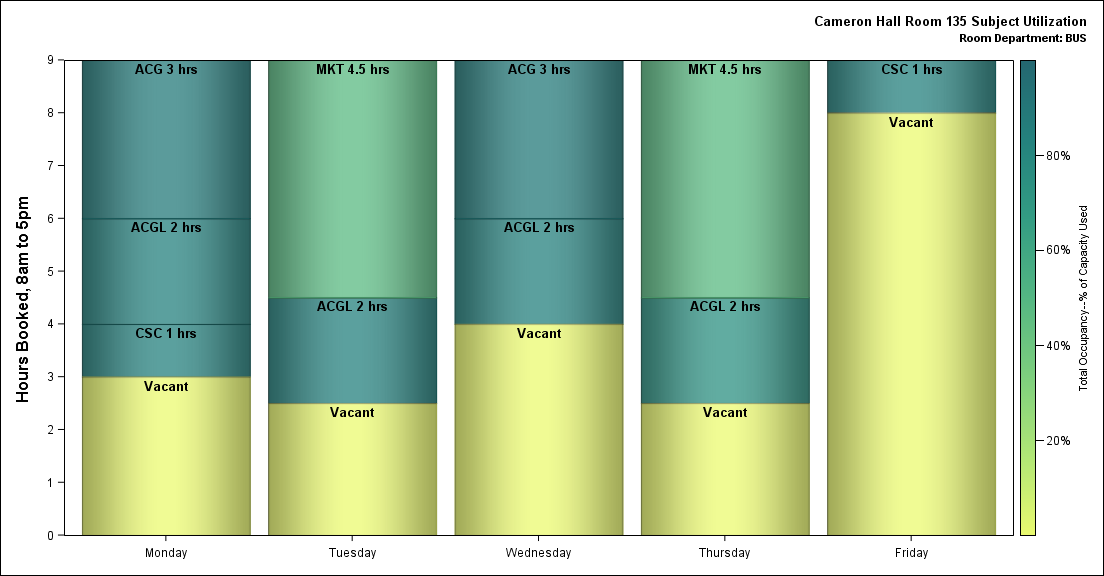 Cameron Hall Room 135 Subject Utilization
Room Department: BUS
Hours Booked, 8am to 5pm
9
8
7
6
5
4
3
2
1
0
ACG 3 hrs
ACGL 2 hrs
CSC 1 hrs
Vacant
MKT 4.5 hrs
ACGL 2 hrs
Vacant
ACG 3 hrs
ACGL 2 hrs
Vacant
MKT 4.5 hrs
ACGL 2 hrs
Vacant
CSC 1 hrs
Vacant
Monday
Tuesday
Wednesday
Thursday
Friday
80%
60%
40%
20%
Total Occupancy--% of Capacity Used